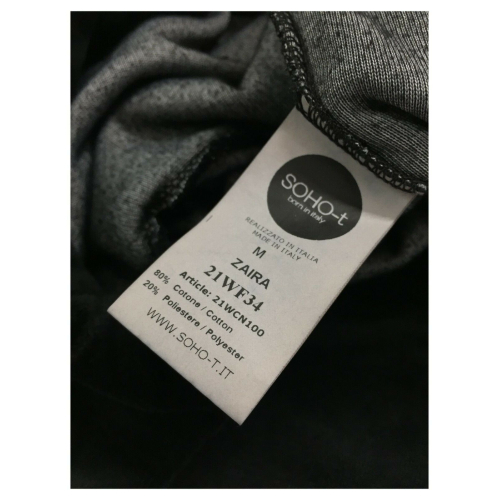 SOHO-t
born in italy
REALIZZATO IN ITALIA
MADE IN ITALY
M
ZAIRA
21WF34
Article: 21WCN100
80% Cotone / Cotton
20% Poliestere / Polyester
WWW.SOHO-T.IT